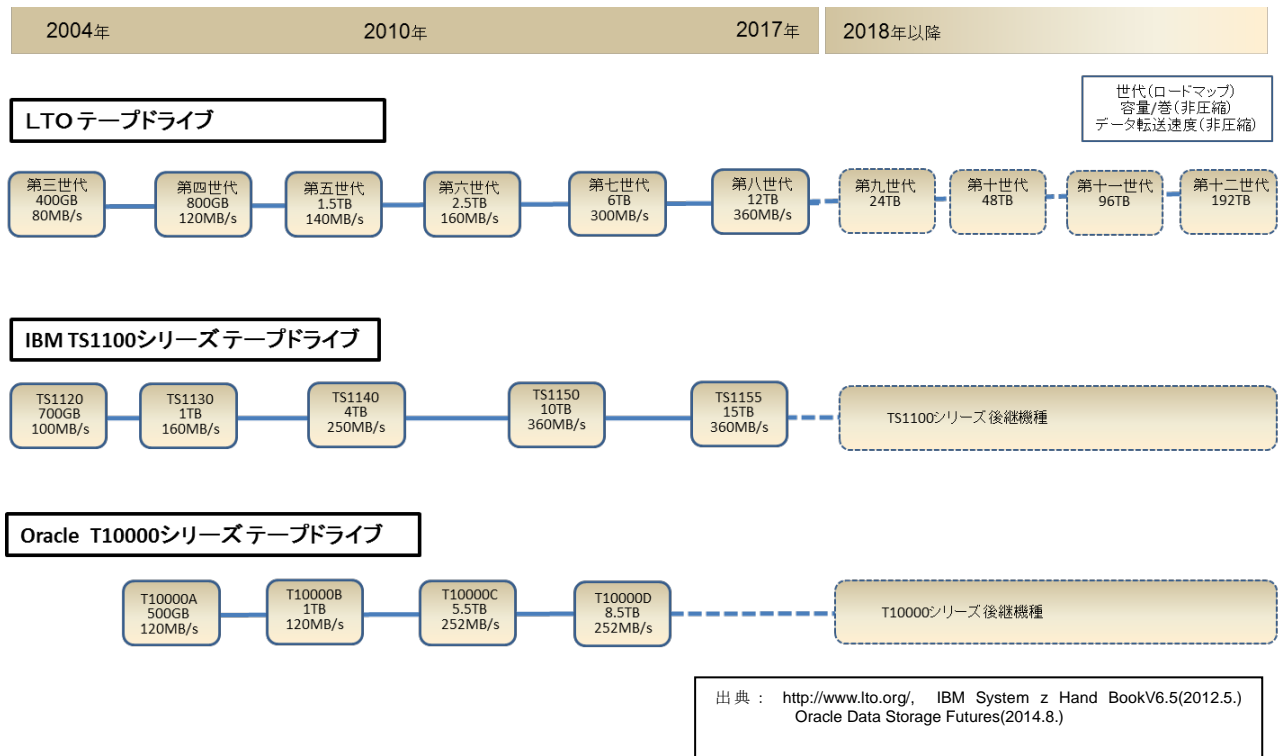 2004年 2010年 2017年 2018年以降
世代(ロードマップ)
容量/巻(非圧縮)
データ転送速度(非圧縮)
LTO テープドライブ
第三世代
400GB
80MB/s
第四世代
800GB
120MB/s
第五世代
1.5TB
140MB/s
第六世代
2.5TB
160MB/s
第七世代
6TB
300MB/s
第八世代
12TB
360MB/s
第九世代
24TB
第十世代
48TB
第十一世代
96TB
第十二世代
192TB
IBM TS1100シリーズ テープドライブ
TS1120
700GB
100MB/s
TS1130
1TB
160MB/s
TS1140
4TB
250MB/s
TS1150
10TB
360MB/s
TS1155
15TB
360MB/s
TS1100シリーズ後継機種
Oracle T10000シリーズ テープドライブ
T10000A
500GB
120MB/s
T10000B
1TB
120MB/s
T10000C
5.5TB
252MB/s
T10000D
8.5TB
252MB/s
T10000シリーズ後継機種
出典： http://www.lto.org/, IBM System z Hand BookV6.5(2012.5.)
Oracle Data Storage Futures(2014.8.)